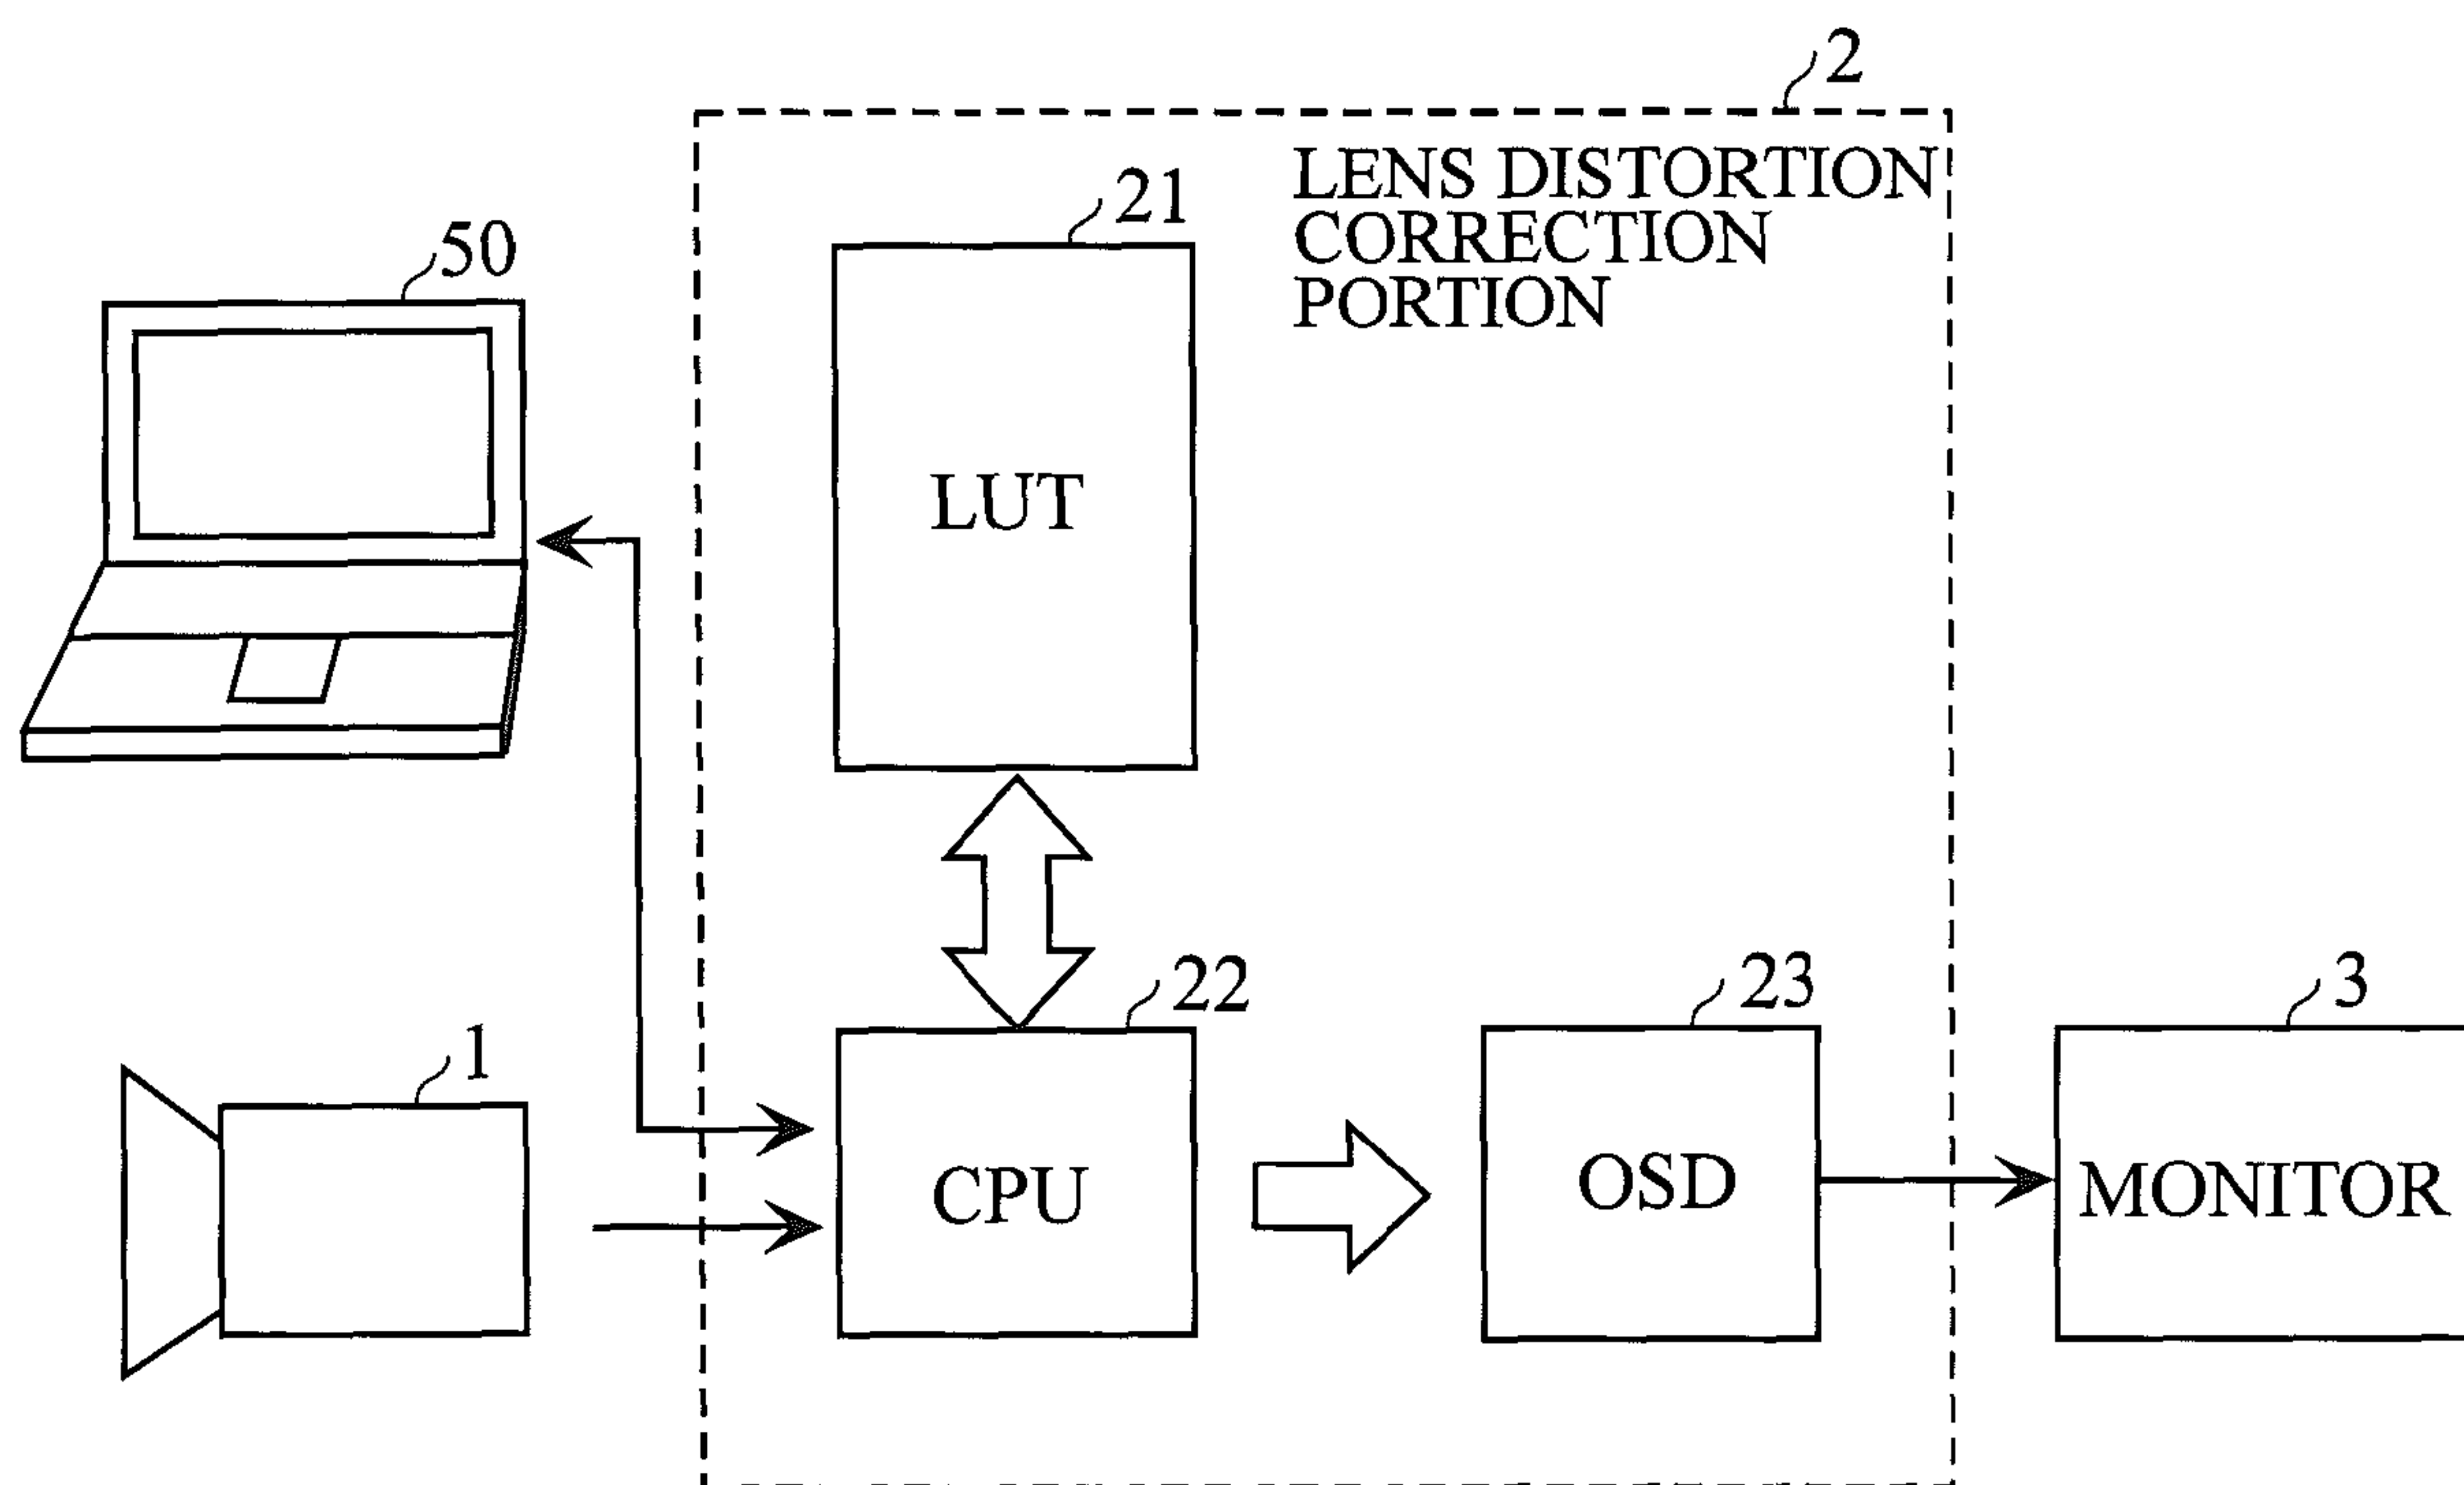 2
LENS DISTORTION
CORRECTION
PORTION
21
50
LUT
22
23
3
1
CPU
OSD
MONITOR